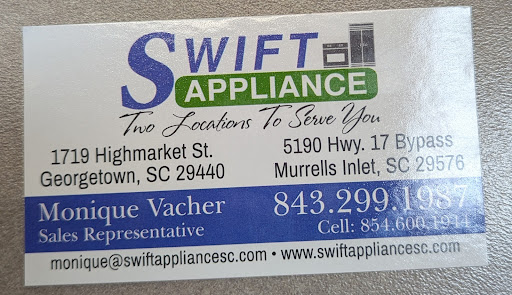 SWIFT
APPLIANCE
Two Locations To Serve You
1719 Highmarket St.
Georgetown, SC 29440
5190 Hwy. 17 Bypass
Murrells Inlet, SC 29576
Monique Vacher
Sales Representative
843.299.1987
Cell: 854.600.1944
monique@swiftappliancesc.com • www.swiftappliancesc.com